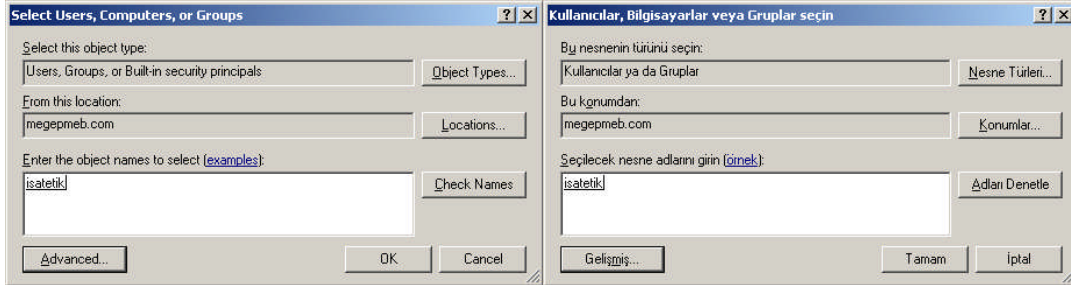 Select Users, Computers, or Groups
Select this object type:
Users, Groups, or Built-in security principals
Object Types...
From this location:
megepmeb.com
Locations...
Enter the object names to select (examples):
isatetik
Check Names
Advanced...
OK
Cancel
Kullanıcılar, Bilgisayarlar veya Gruplar seçin
Bu nesnenin türünü seçin:
Kullanıcılar ya da Gruplar
Nesne Türleri...
Bu konumdan:
megepmeb.com
Konumlar...
Seçilecek nesne adlarını girin (örnek):
isatetik
Adları Denetle
Gelişmiş...
Tamam
İptal